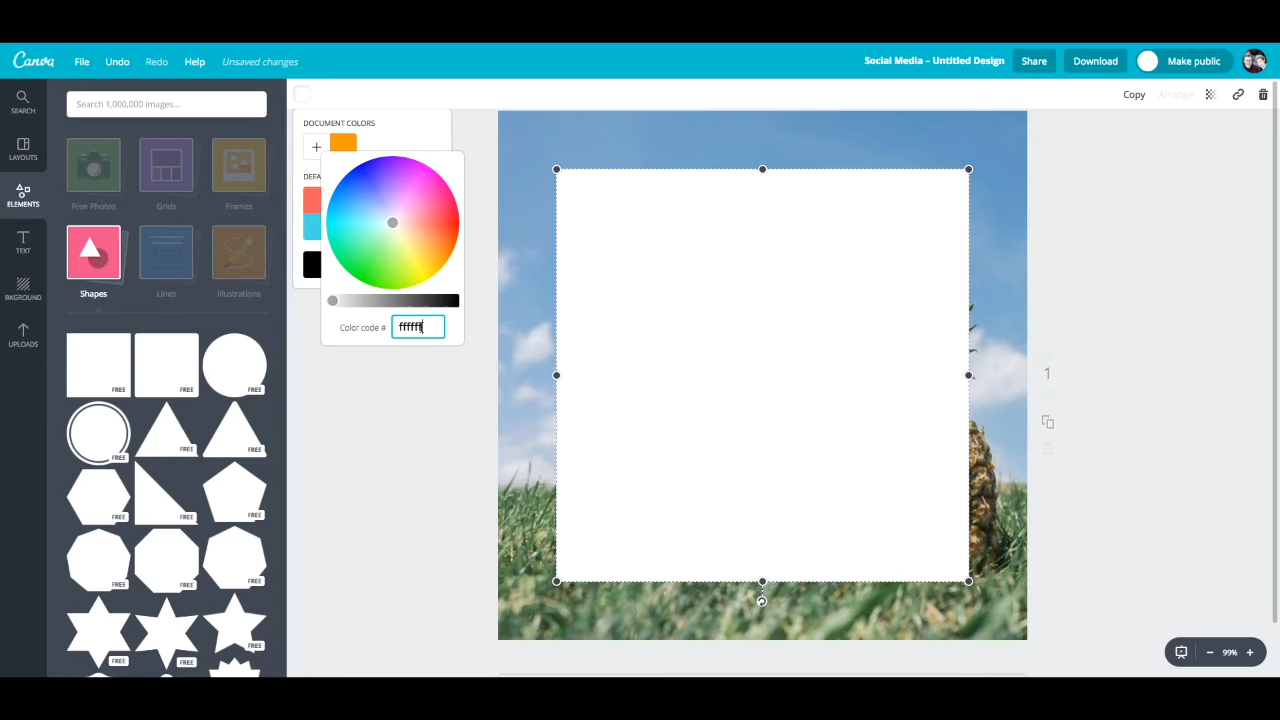 Canva File Undo Redo Help Unsaved changes Social Media – Untitled Design Share Download Make public
SEARCH
LAYOUTS
ELEMENTS
TEXT
BKGROUND
UPLOADS
Search 1,000,000 images...
Free Photos Grids Frames
Shapes Lines Illustrations
FREE FREE FREE
FREE FREE FREE
FREE FREE FREE
FREE FREE FREE
FREE FREE FREE
Copy Arrange
DOCUMENT COLORS
+
Color code # ffffff
1
99%